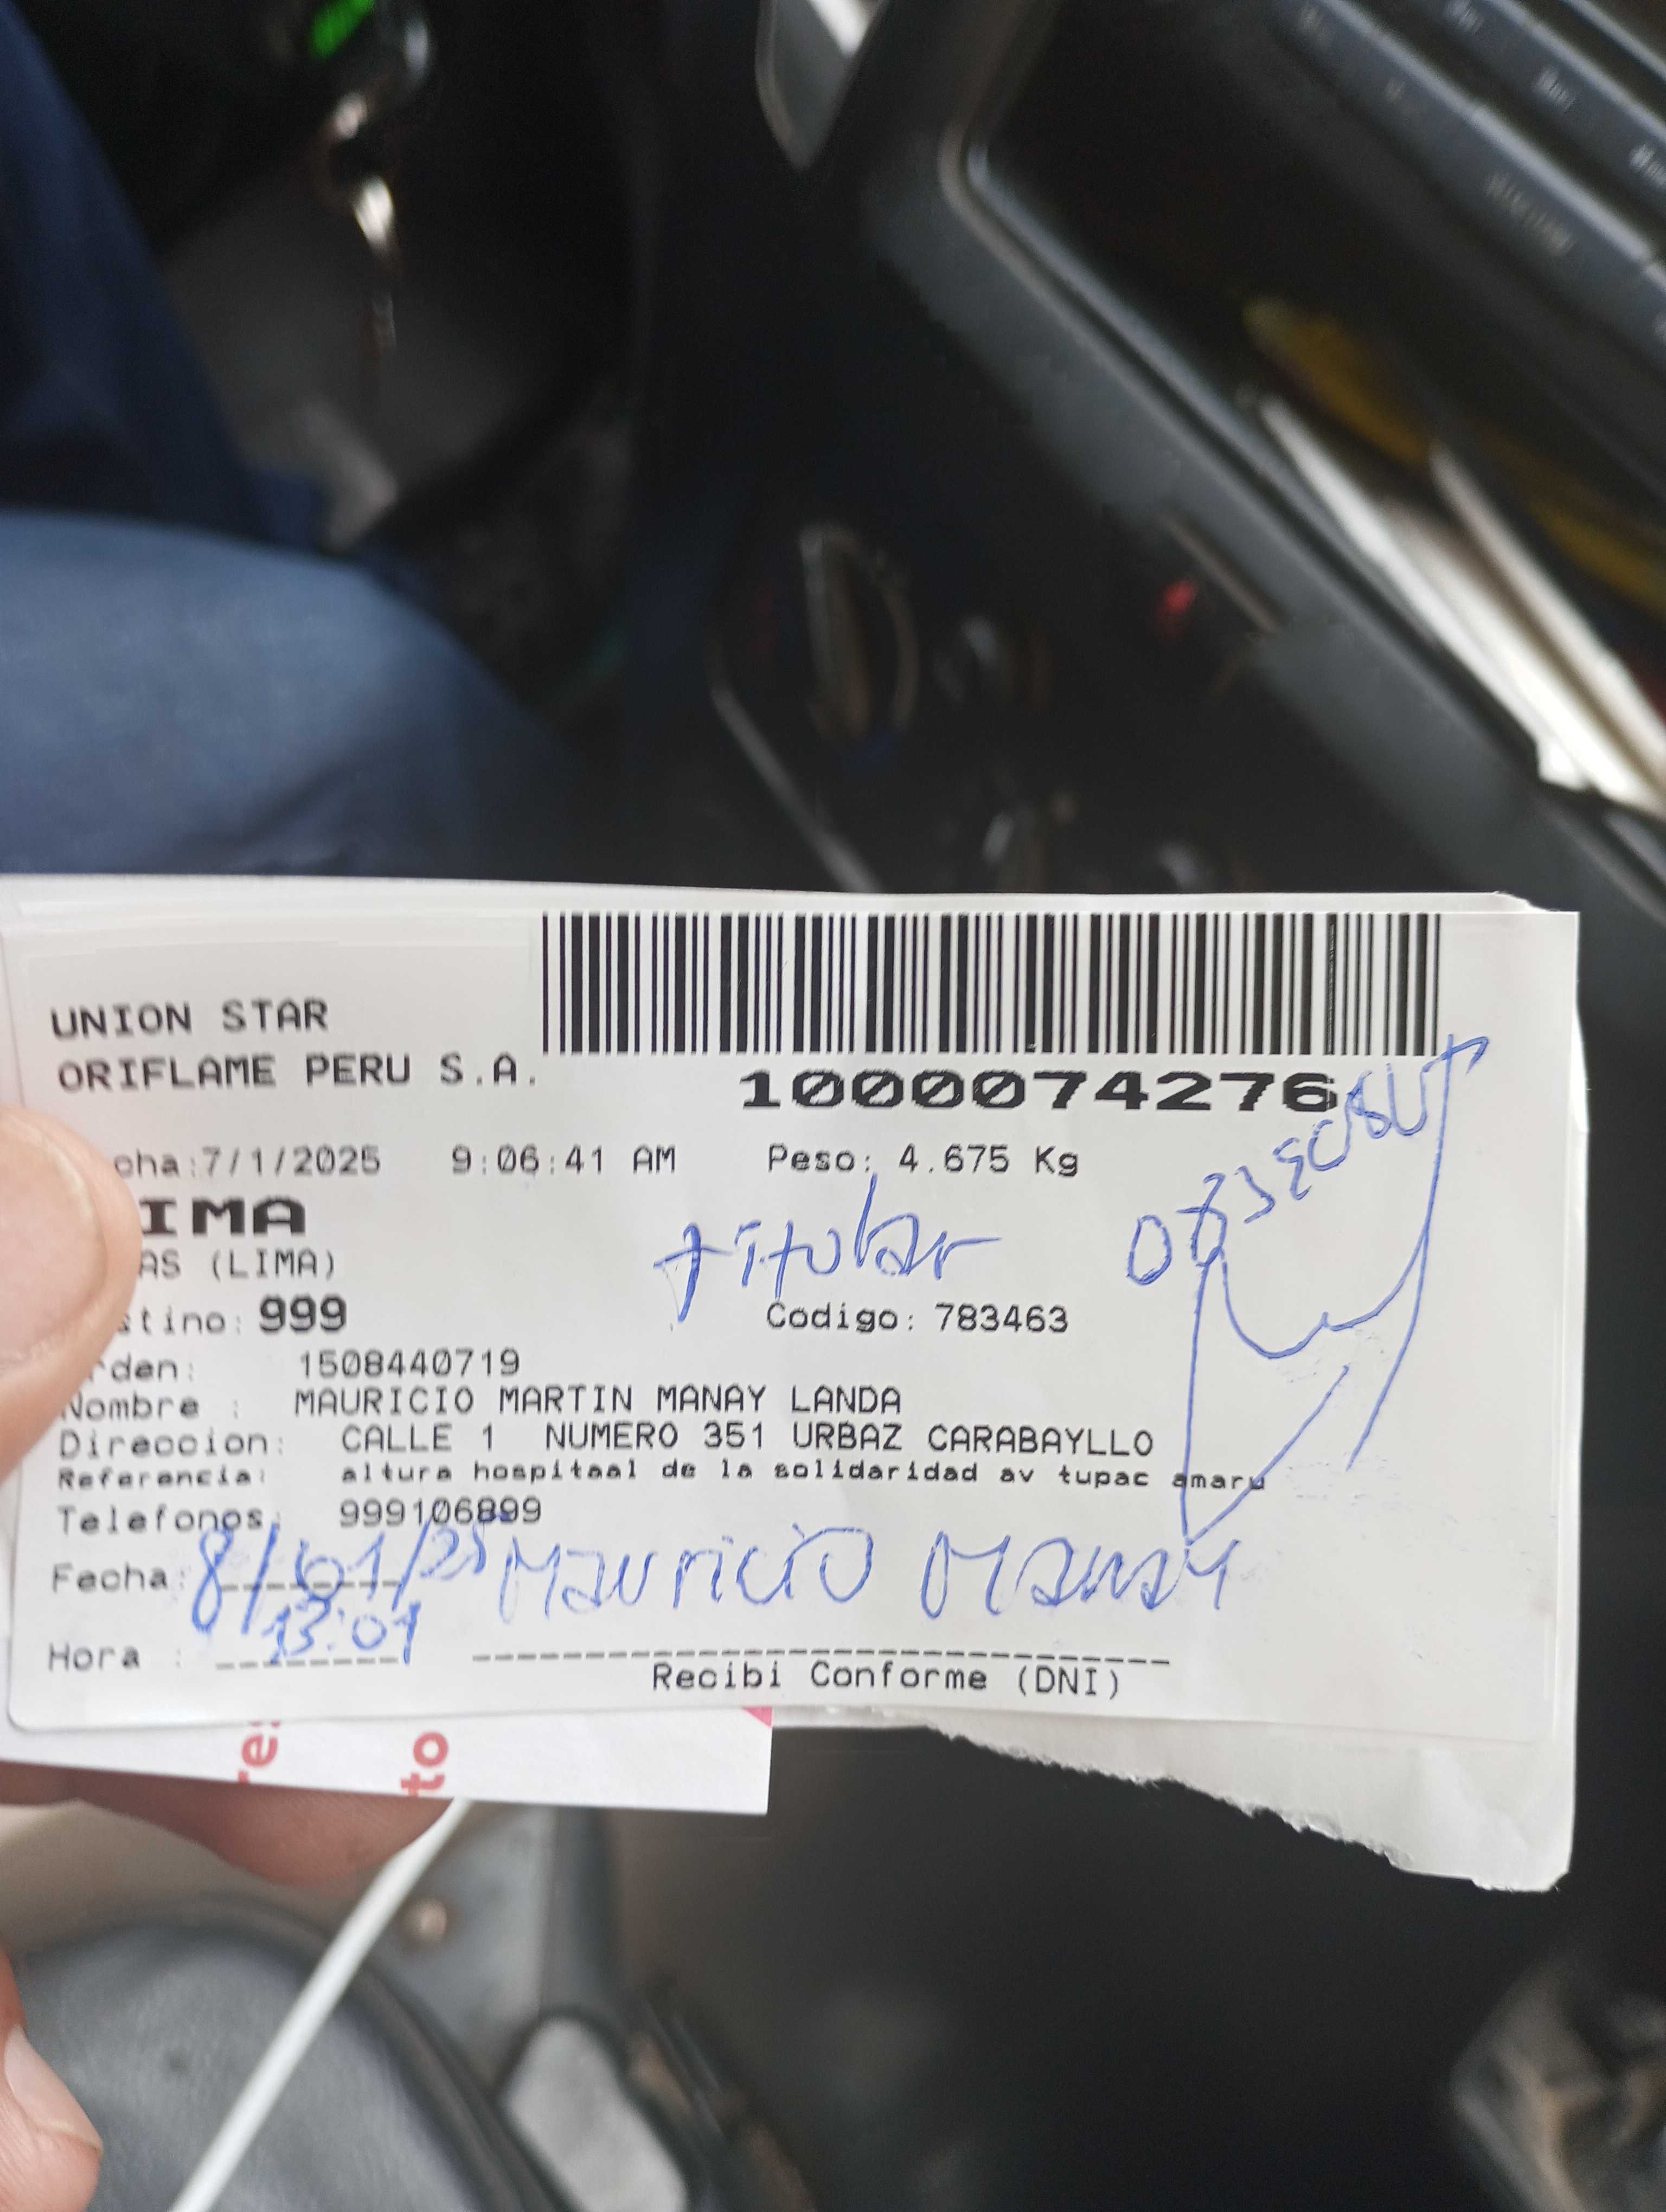 UNION STAR
ORIFLAME PERU S.A.
1000074276
cha:7/1/2025 9:06:41 AM Peso: 4.675 Kg
IMA
AS (LIMA)
titular
stino: 999 Codigo: 783463
rden: 1508440719
Nombre : MAURICIO MARTIN MANAY LANDA
Direccion: CALLE 1 NUMERO 351 URBAZ CARABAYLLO
Referencia: altura hospitaal de la solidaridad av tupac amaru
Telefonos: 999106899
Fecha: 8/01/25 Mauricio Manay
Hora : 13:01
Recibi Conforme (DNI)
re
to